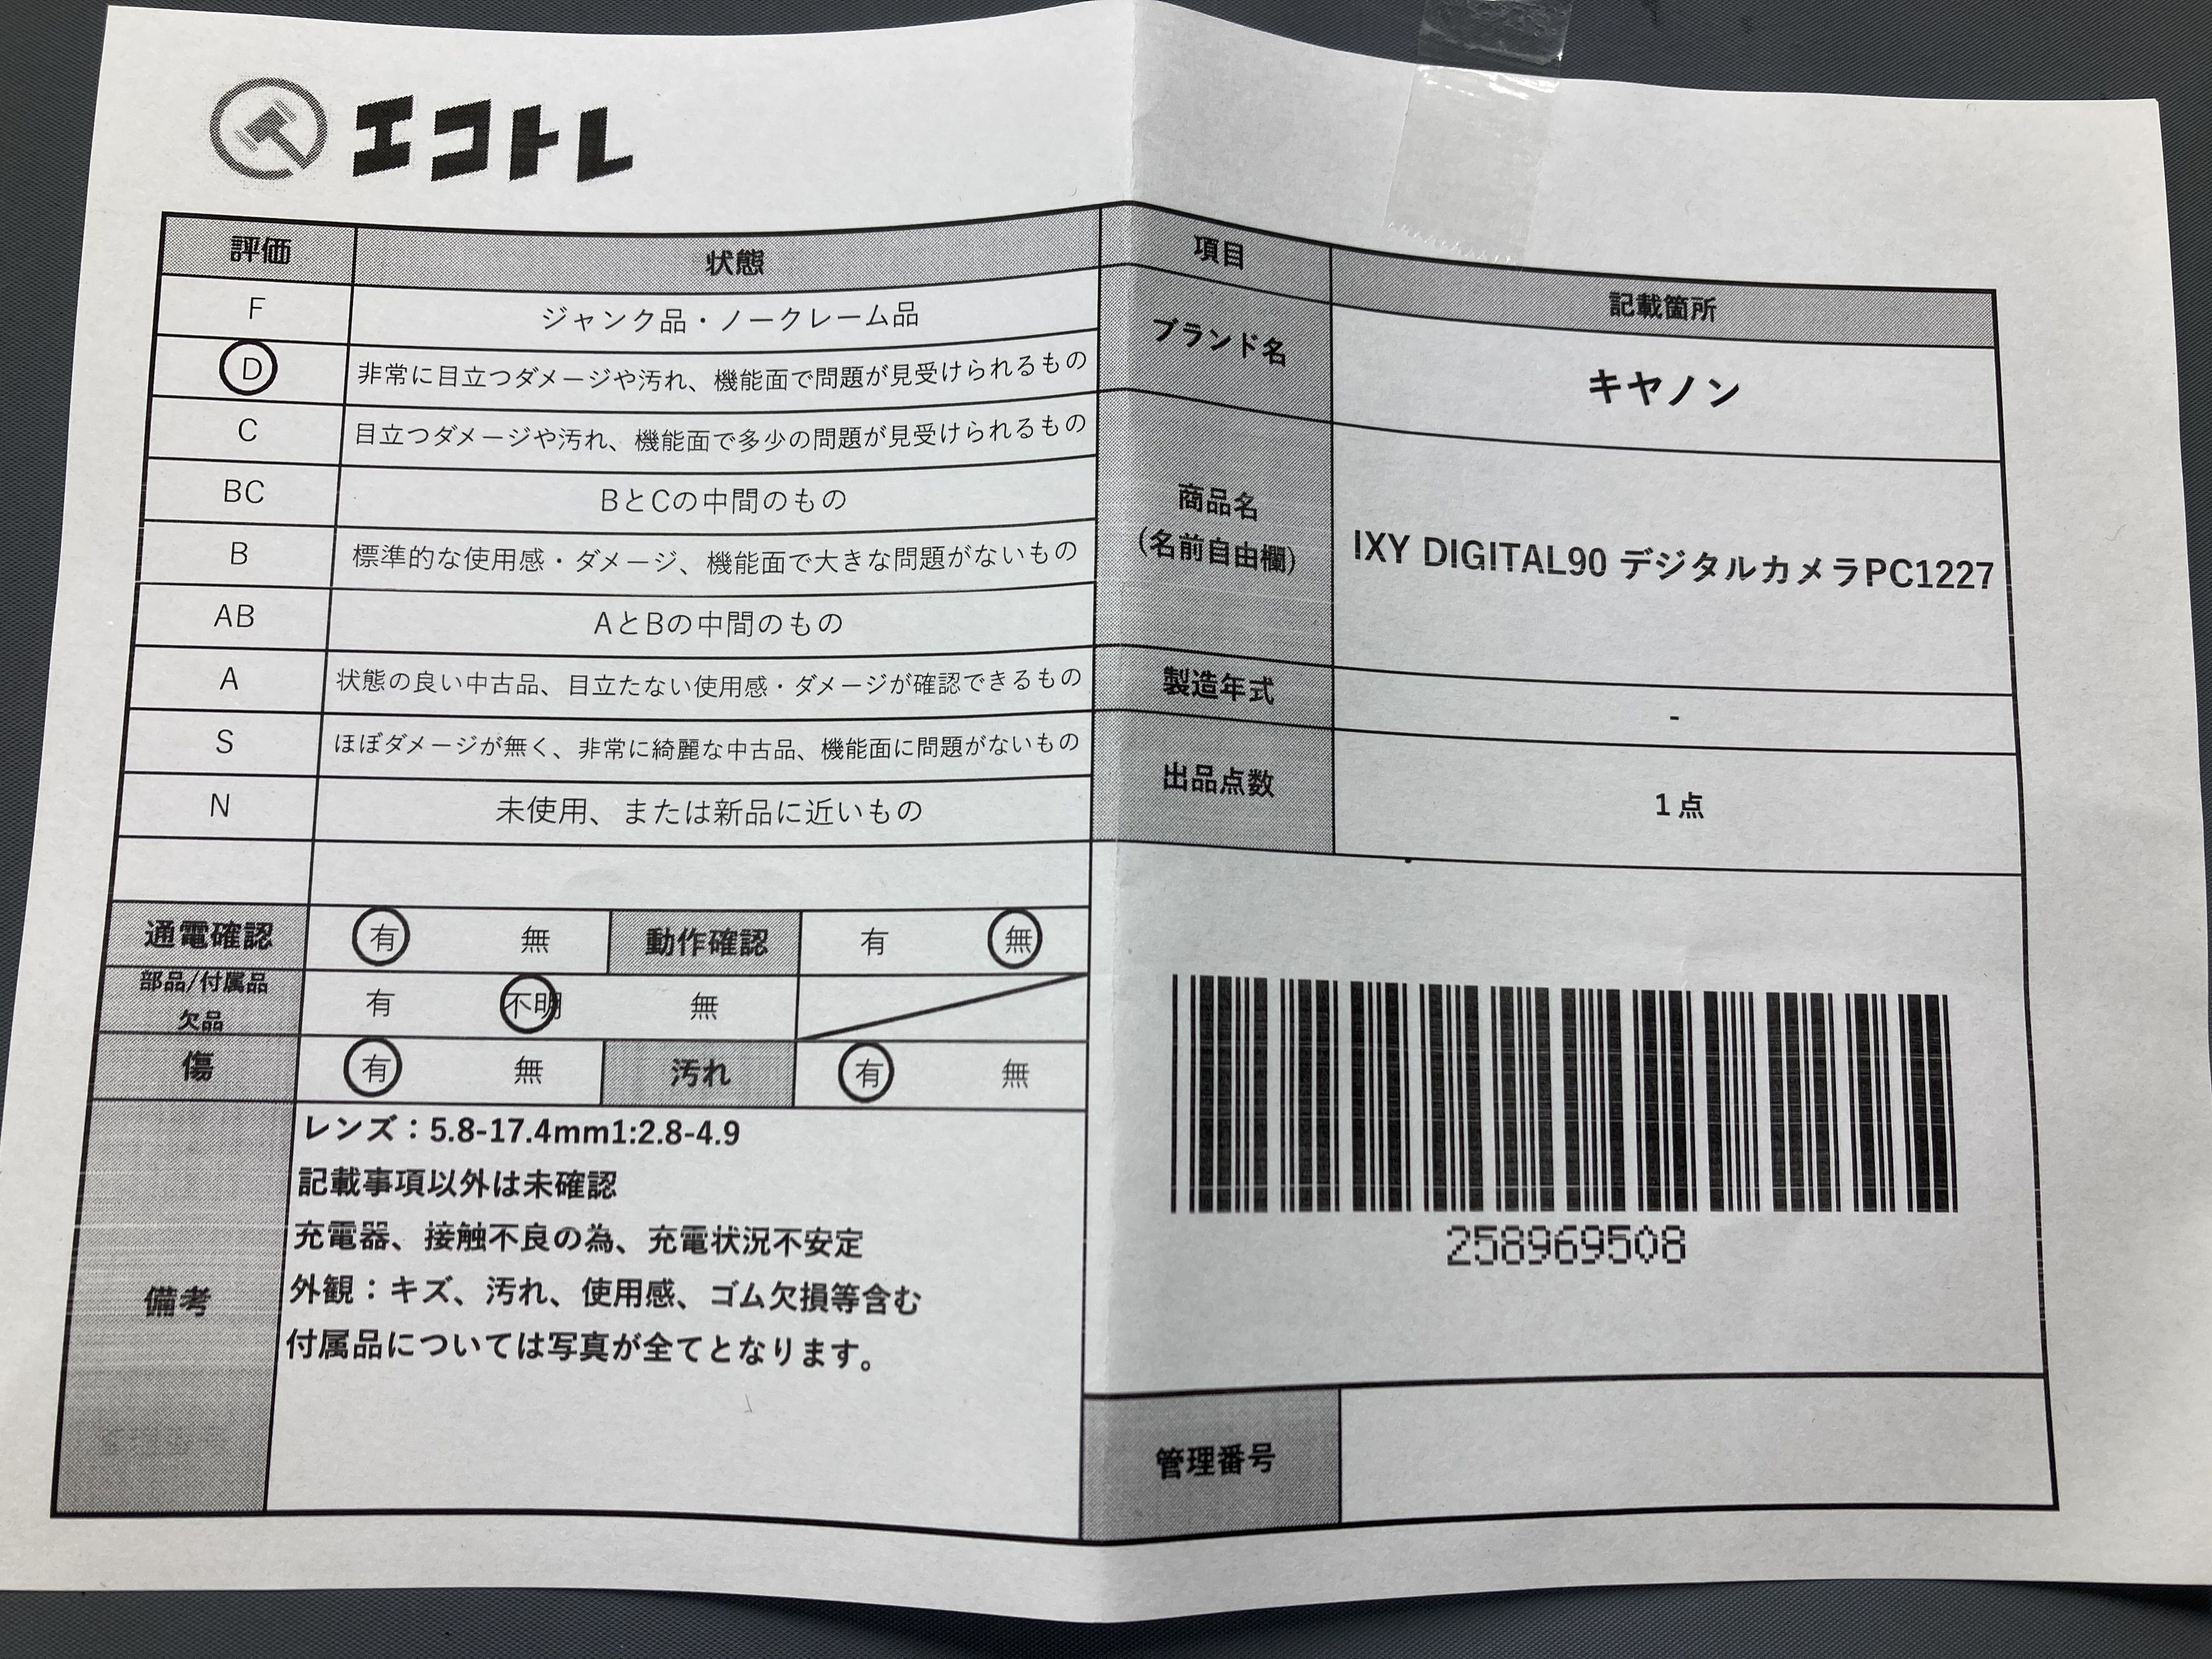 エコトレ
評価 状態
F ジャンク品・ノークレーム品
D 非常に目立つダメージや汚れ、機能面で問題が見受けられるもの
C 目立つダメージや汚れ、機能面で多少の問題が見受けられるもの
BC BとCの中間のもの
B 標準的な使用感・ダメージ、機能面で大きな問題がないもの
AB AとBの中間のもの
A 状態の良い中古品、目立たない使用感・ダメージが確認できるもの
S ほぼダメージが無く、非常に綺麗な中古品、機能面に問題がないもの
N 未使用、または新品に近いもの
通電確認 有 無 動作確認 有 無
部品/付属品
欠品 有 不明 無
傷 有 無 汚れ 有 無
備考
レンズ：5.8-17.4mm1:2.8-4.9
記載事項以外は未確認
充電器、接触不良の為、充電状況不安定
外観：キズ、汚れ、使用感、ゴム欠損等含む
付属品については写真が全てとなります。
項目 記載箇所
ブランド名 キヤノン
商品名
(名前自由欄) IXY DIGITAL90 デジタルカメラPC1227
製造年式 -
出品点数 1点
258969508
管理番号